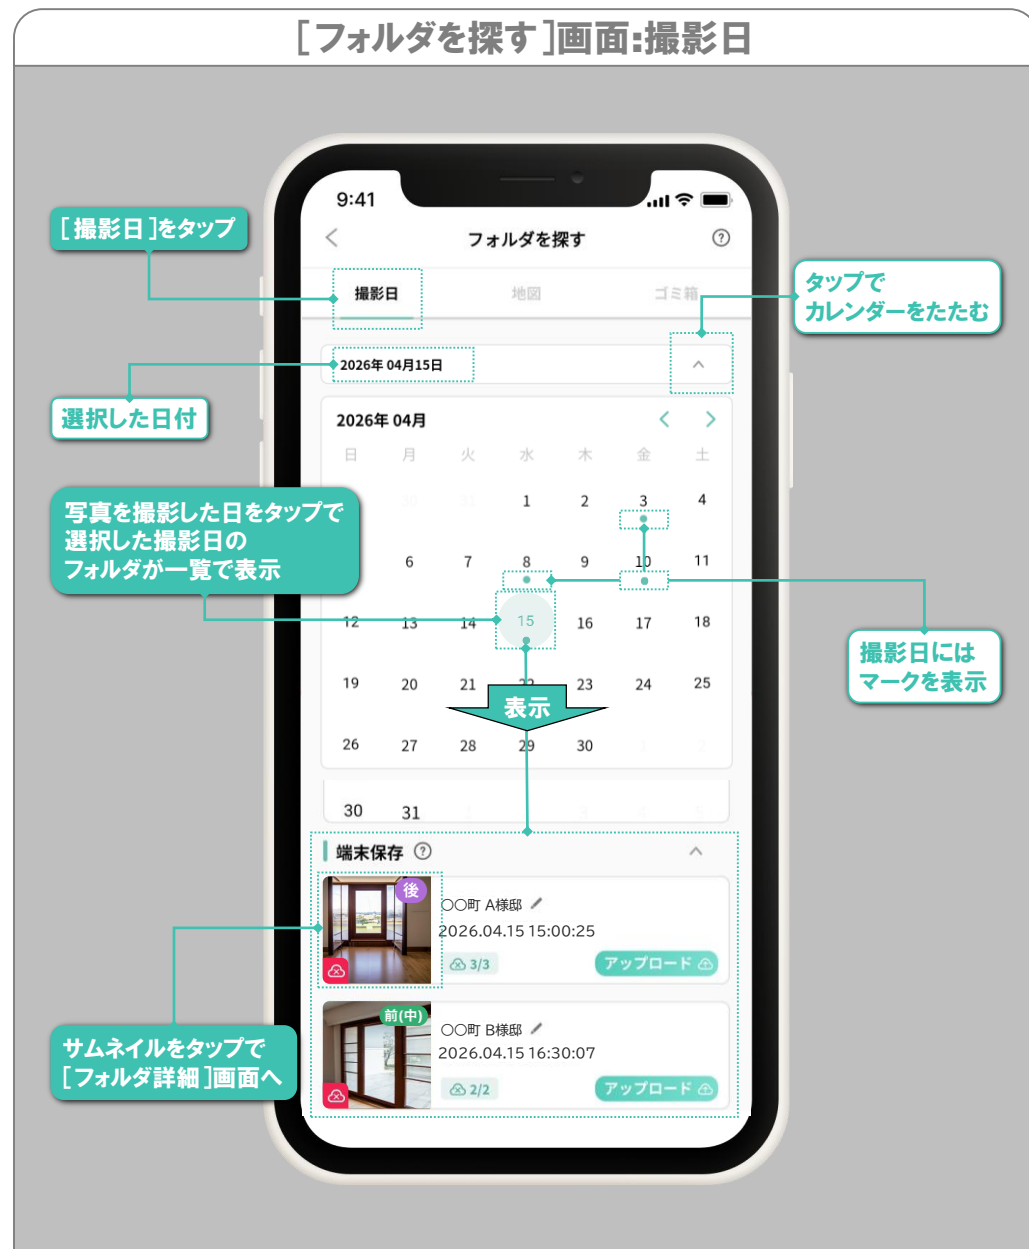 [フォルダを探す]画面:撮影日
9:41
[撮影日]をタップ
フォルダを探す
?
撮影日
地図
ゴミ箱
タップで
カレンダーをたたむ
2026年 04月15日
選択した日付
2026年 04月
日 月 火 水 木 金 土
30 31 1 2 3 4
写真を撮影した日をタップで
選択した撮影日の
フォルダが一覧で表示
6 7 8 9 10 11
12 13 14 15 16 17 18
撮影日には
マークを表示
19 20 21 22 23 24 25
表示
26 27 28 29 30 1 2
30 31
端末保存 ?
後
〇〇町 A様邸
2026.04.15 15:00:25
3/3
アップロード
サムネイルをタップで
[フォルダ詳細]画面へ
前(中)
〇〇町 B様邸
2026.04.15 16:30:07
2/2
アップロード